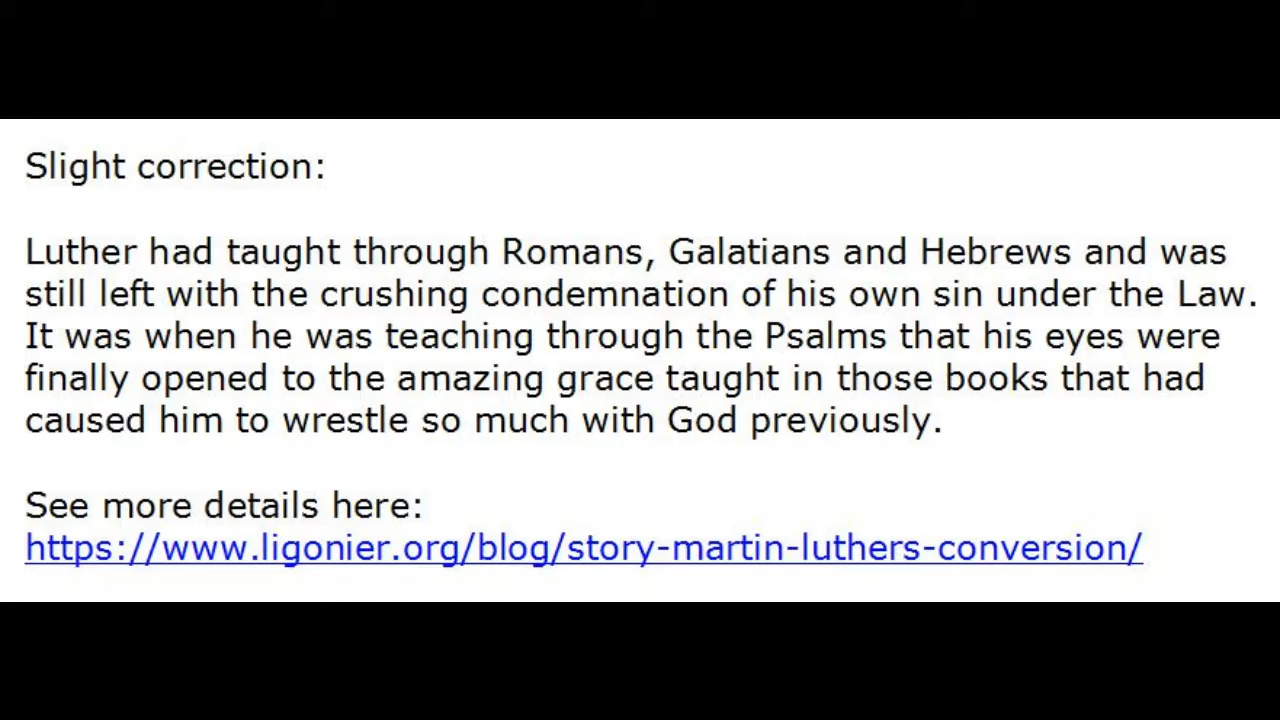 Slight correction:
Luther had taught through Romans, Galatians and Hebrews and was
still left with the crushing condemnation of his own sin under the Law.
It was when he was teaching through the Psalms that his eyes were
finally opened to the amazing grace taught in those books that had
caused him to wrestle so much with God previously.
See more details here:
https://www.ligonier.org/blog/story-martin-luthers-conversion/